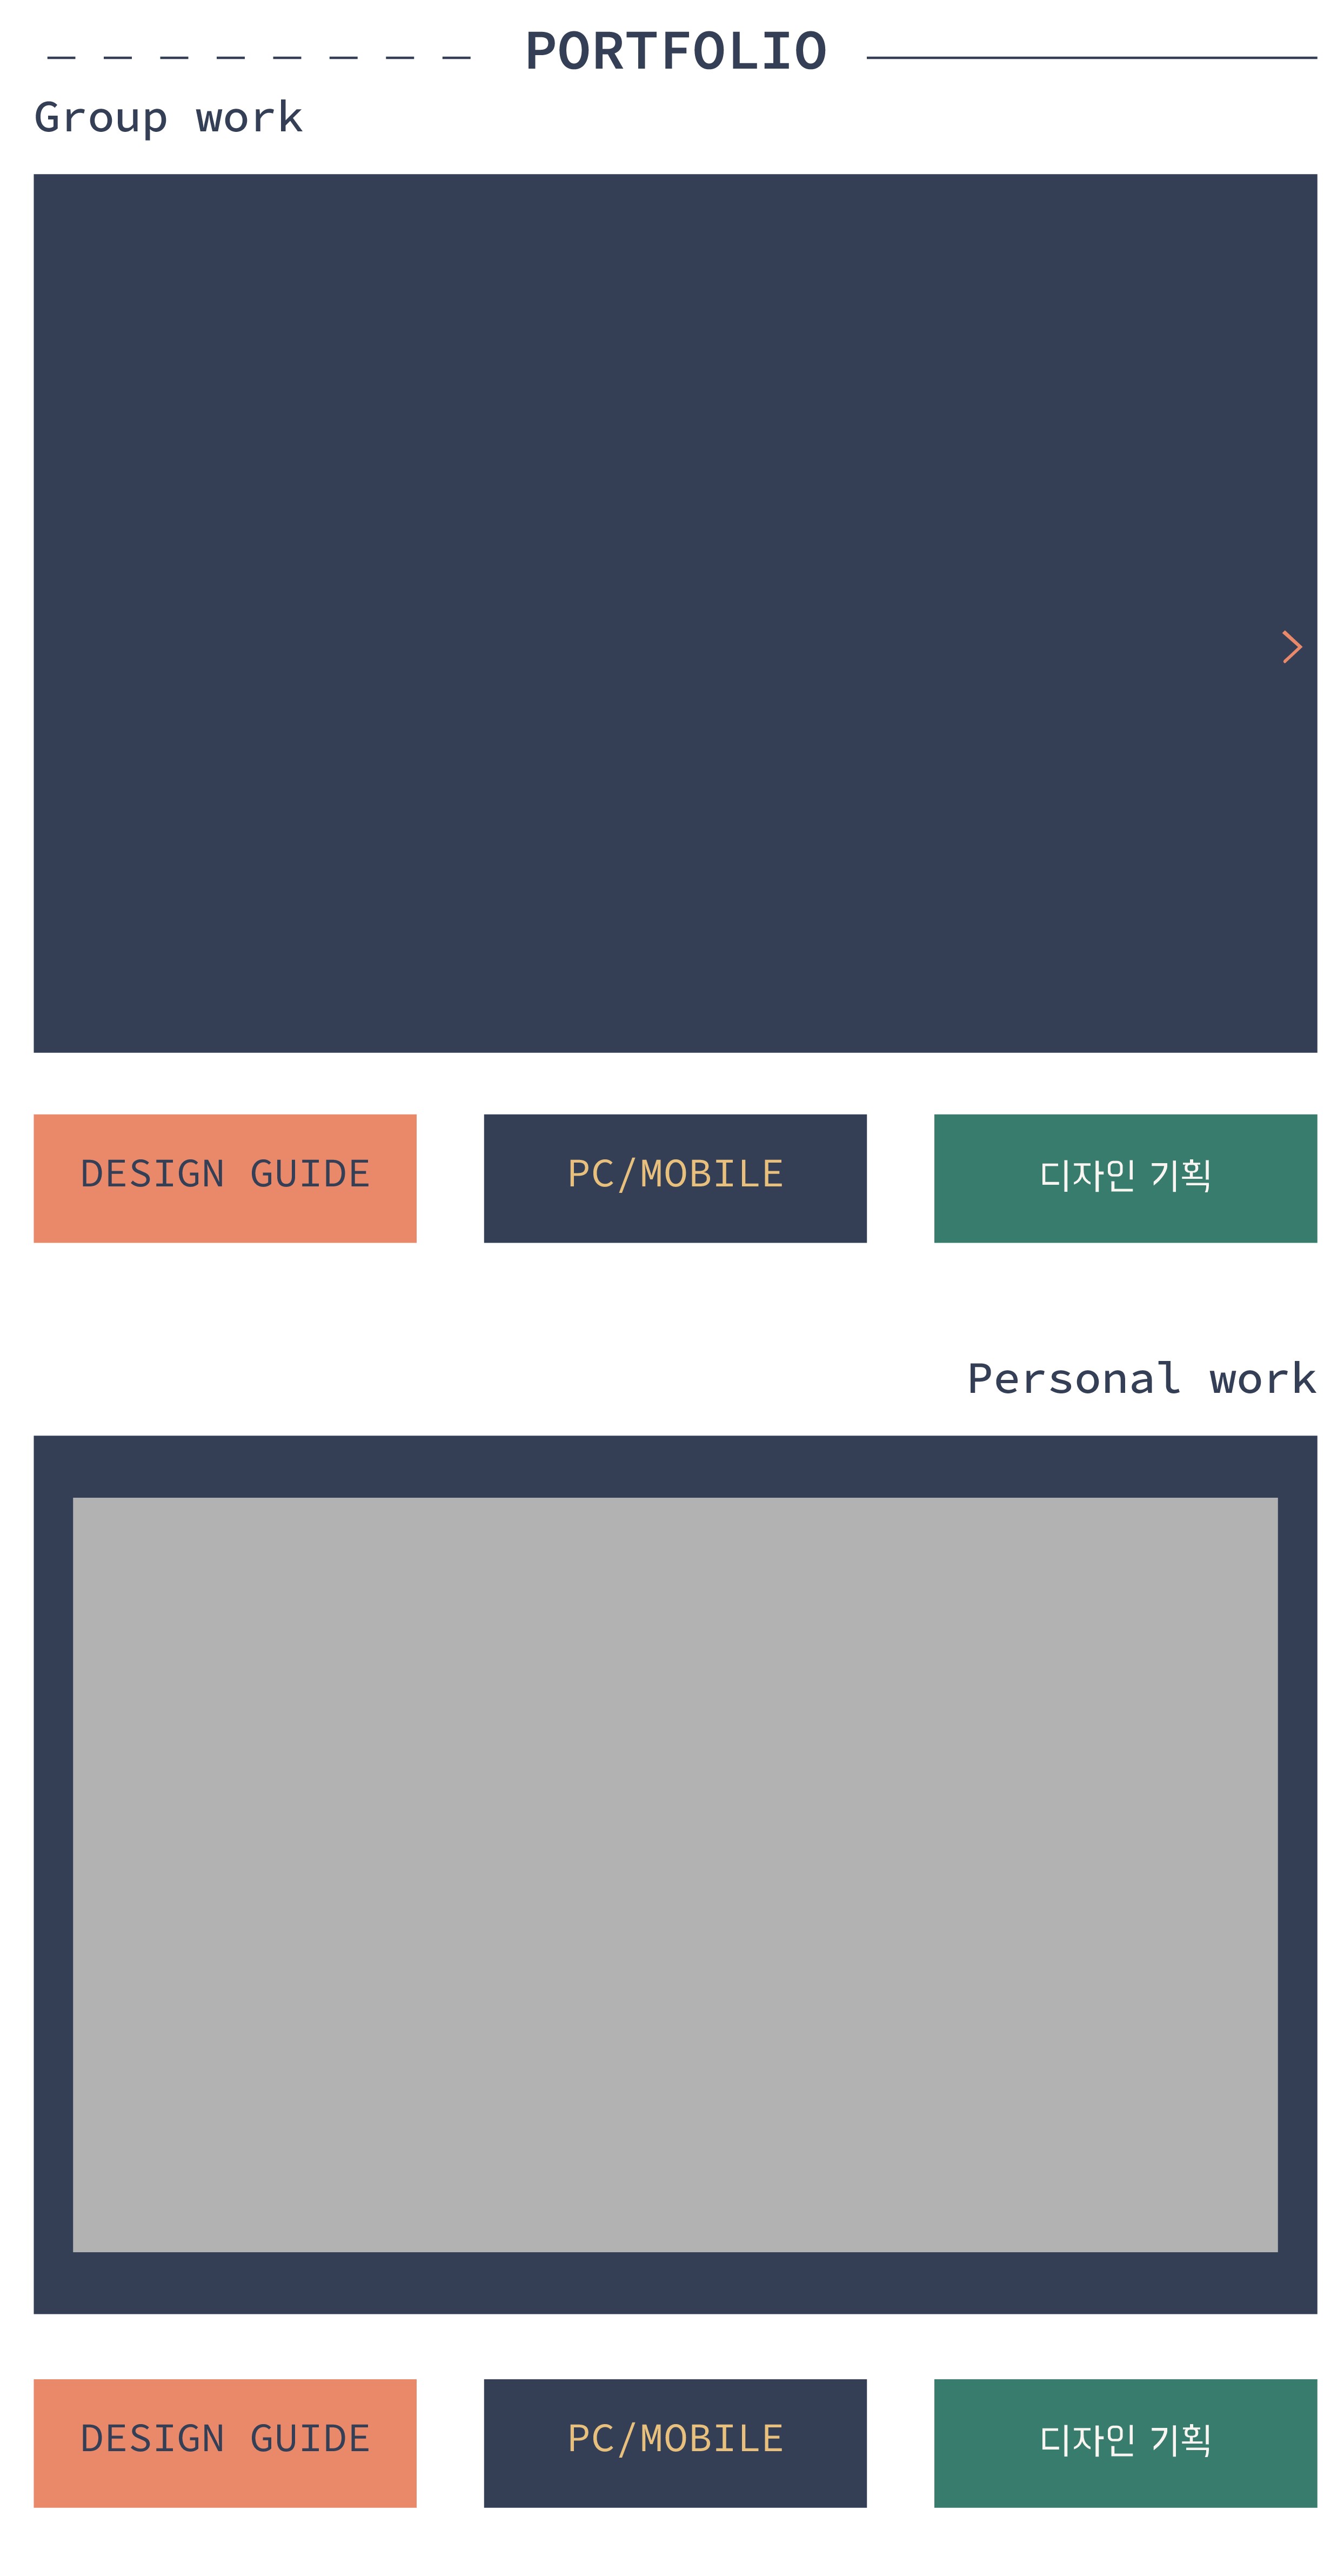 PORTFOLIO
Group work
DESIGN GUIDE
PC/MOBILE
디자인 기획
Personal work
DESIGN GUIDE
PC/MOBILE
디자인 기획